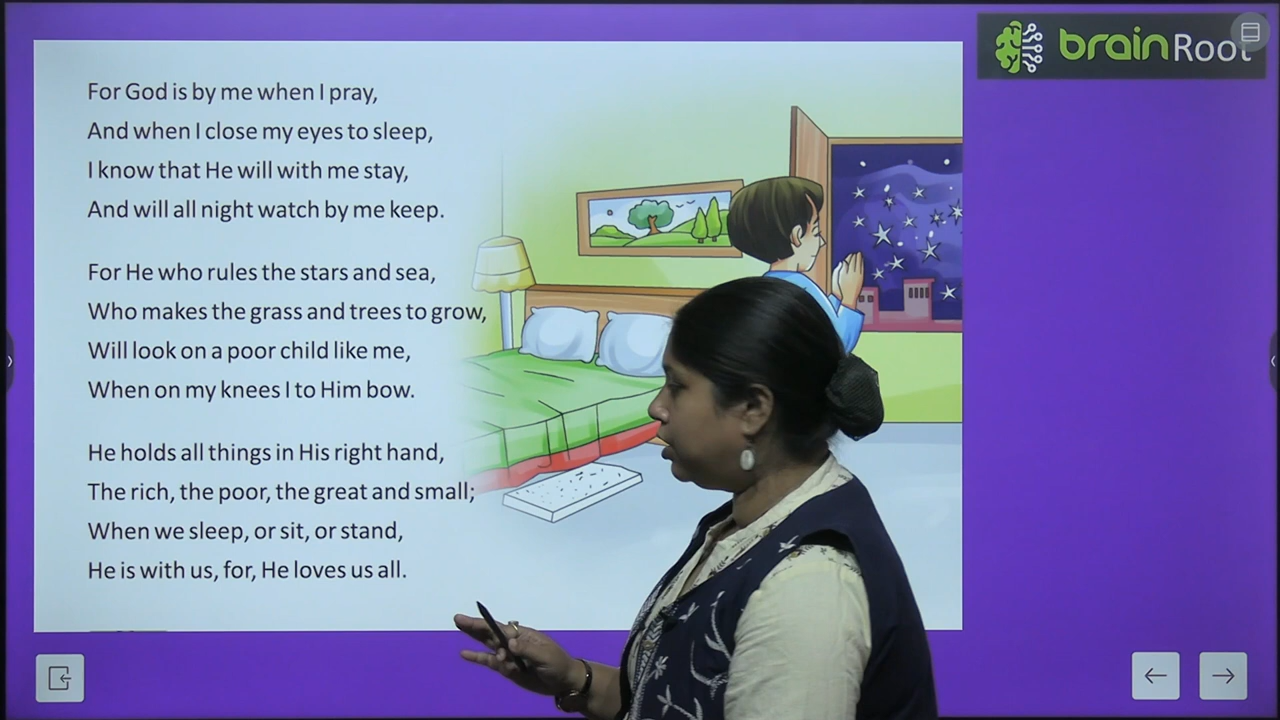 For God is by me when I pray,
And when I close my eyes to sleep,
I know that He will with me stay,
And will all night watch by me keep.
For He who rules the stars and sea,
Who makes the grass and trees to grow,
Will look on a poor child like me,
When on my knees I to Him bow.
He holds all things in His right hand,
The rich, the poor, the great and small;
When we sleep, or sit, or stand,
He is with us, for, He loves us all.
brainRoot